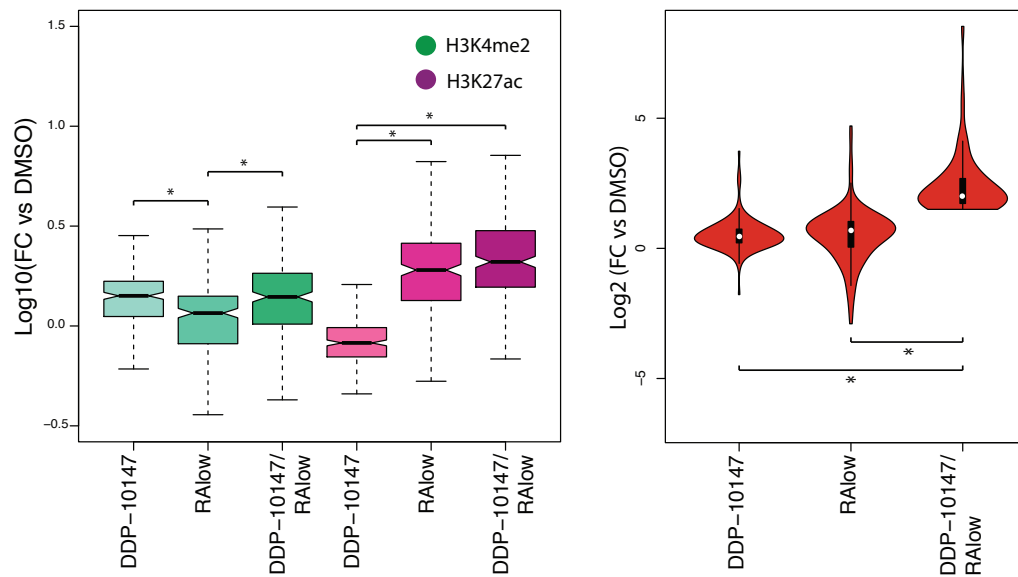 1.5
1.0
0.5
0.0
−0.5
Log10(FC vs DMSO)
H3K4me2
H3K27ac
*
*
*
*
DDP−10147
RAlow
DDP−10147/
RAlow
DDP−10147
RAlow
DDP−10147/
RAlow
5
0
−5
Log2 (FC vs DMSO)
*
*
DDP−10147
RAlow
DDP−10147/
RAlow